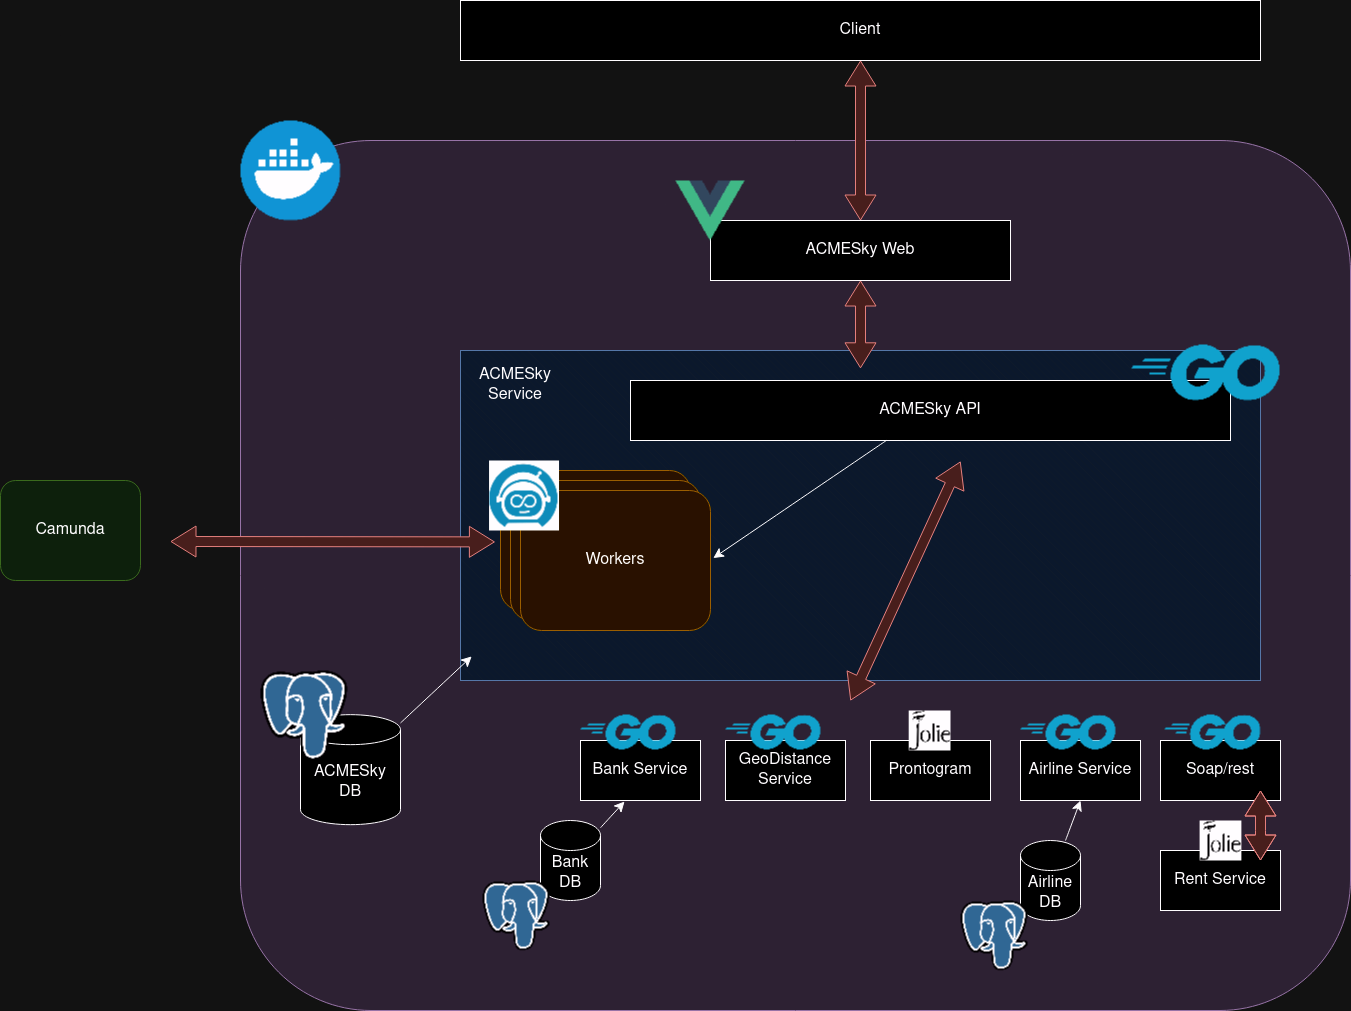 Client
ACMESky Web
ACMESky
Service
GO
ACMESky API
Camunda
Workers
ACMESky
DB
GO
Bank Service
GO
GeoDistance
Service
Jolie
Prontogram
GO
Airline Service
GO
Soap/rest
Bank
DB
Airline
DB
Jolie
Rent Service